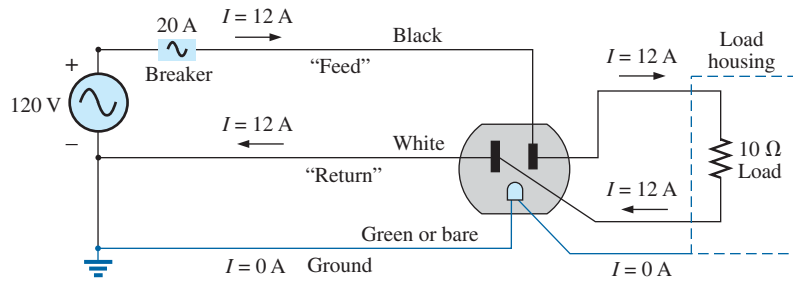 20 A
I = 12 A
Breaker
"Feed"
Black
I = 12 A
Load
housing
+
120 V
−
I = 12 A
"Return"
White
10 Ω
Load
I = 12 A
Green or bare
I = 0 A
Ground
I = 0 A